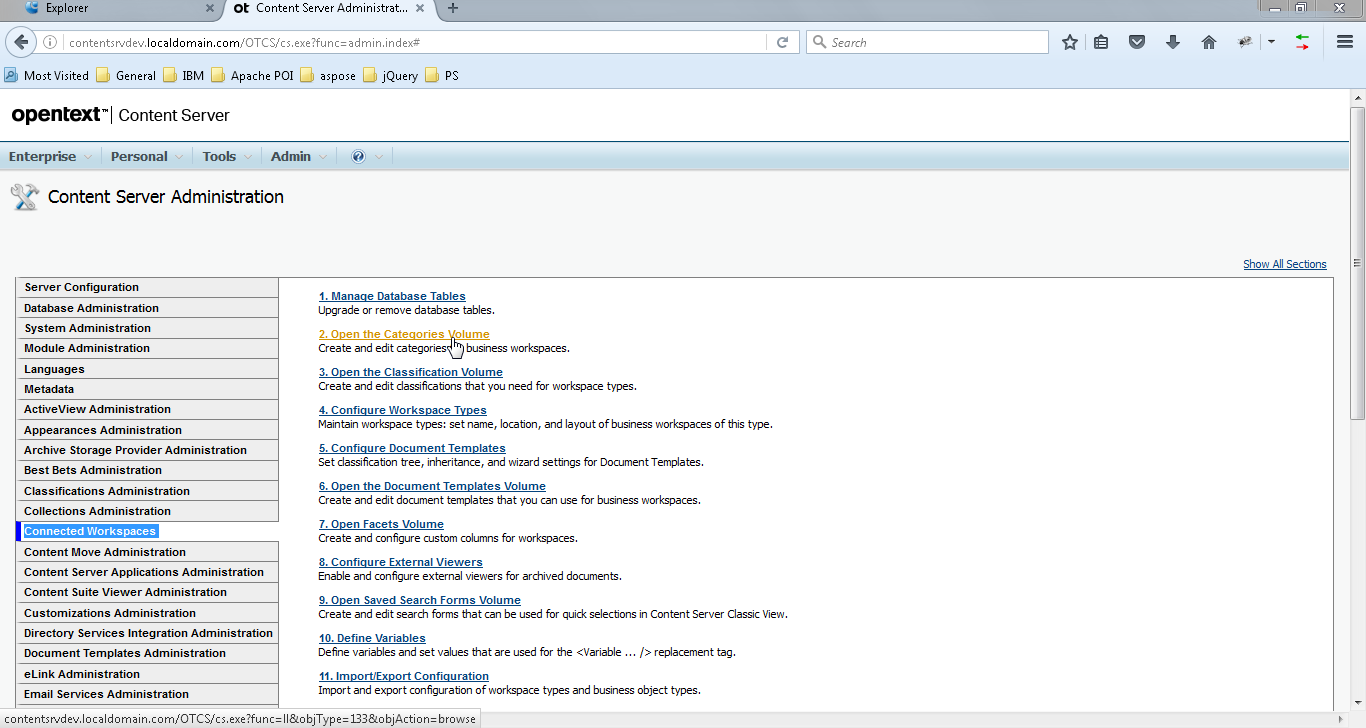 Explorer
ot Content Server Administrat...
contentsrvdev.localdomain.com/OTCS/cs.exe?func=admin.index#
Search
Most Visited General IBM Apache POI aspose jQuery PS
opentext™ Content Server
Enterprise Personal Tools Admin ?
Content Server Administration
Show All Sections
Server Configuration
Database Administration
System Administration
Module Administration
Languages
Metadata
ActiveView Administration
Appearances Administration
Archive Storage Provider Administration
Best Bets Administration
Classifications Administration
Collections Administration
Connected Workspaces
Content Move Administration
Content Server Applications Administration
Content Suite Viewer Administration
Customizations Administration
Directory Services Integration Administration
Document Templates Administration
eLink Administration
Email Services Administration
1. Manage Database Tables
Upgrade or remove database tables.
2. Open the Categories Volume
Create and edit categories business workspaces.
3. Open the Classification Volume
Create and edit classifications that you need for workspace types.
4. Configure Workspace Types
Maintain workspace types: set name, location, and layout of business workspaces of this type.
5. Configure Document Templates
Set classification tree, inheritance, and wizard settings for Document Templates.
6. Open the Document Templates Volume
Create and edit document templates that you can use for business workspaces.
7. Open Facets Volume
Create and configure custom columns for workspaces.
8. Configure External Viewers
Enable and configure external viewers for archived documents.
9. Open Saved Search Forms Volume
Create and edit search forms that can be used for quick selections in Content Server Classic View.
10. Define Variables
Define variables and set values that are used for the <Variable ... /> replacement tag.
11. Import/Export Configuration
Import and export configuration of workspace types and business object types.
contentsrvdev.localdomain.com/OTCS/cs.exe?func=ll&objType=133&objAction=browse